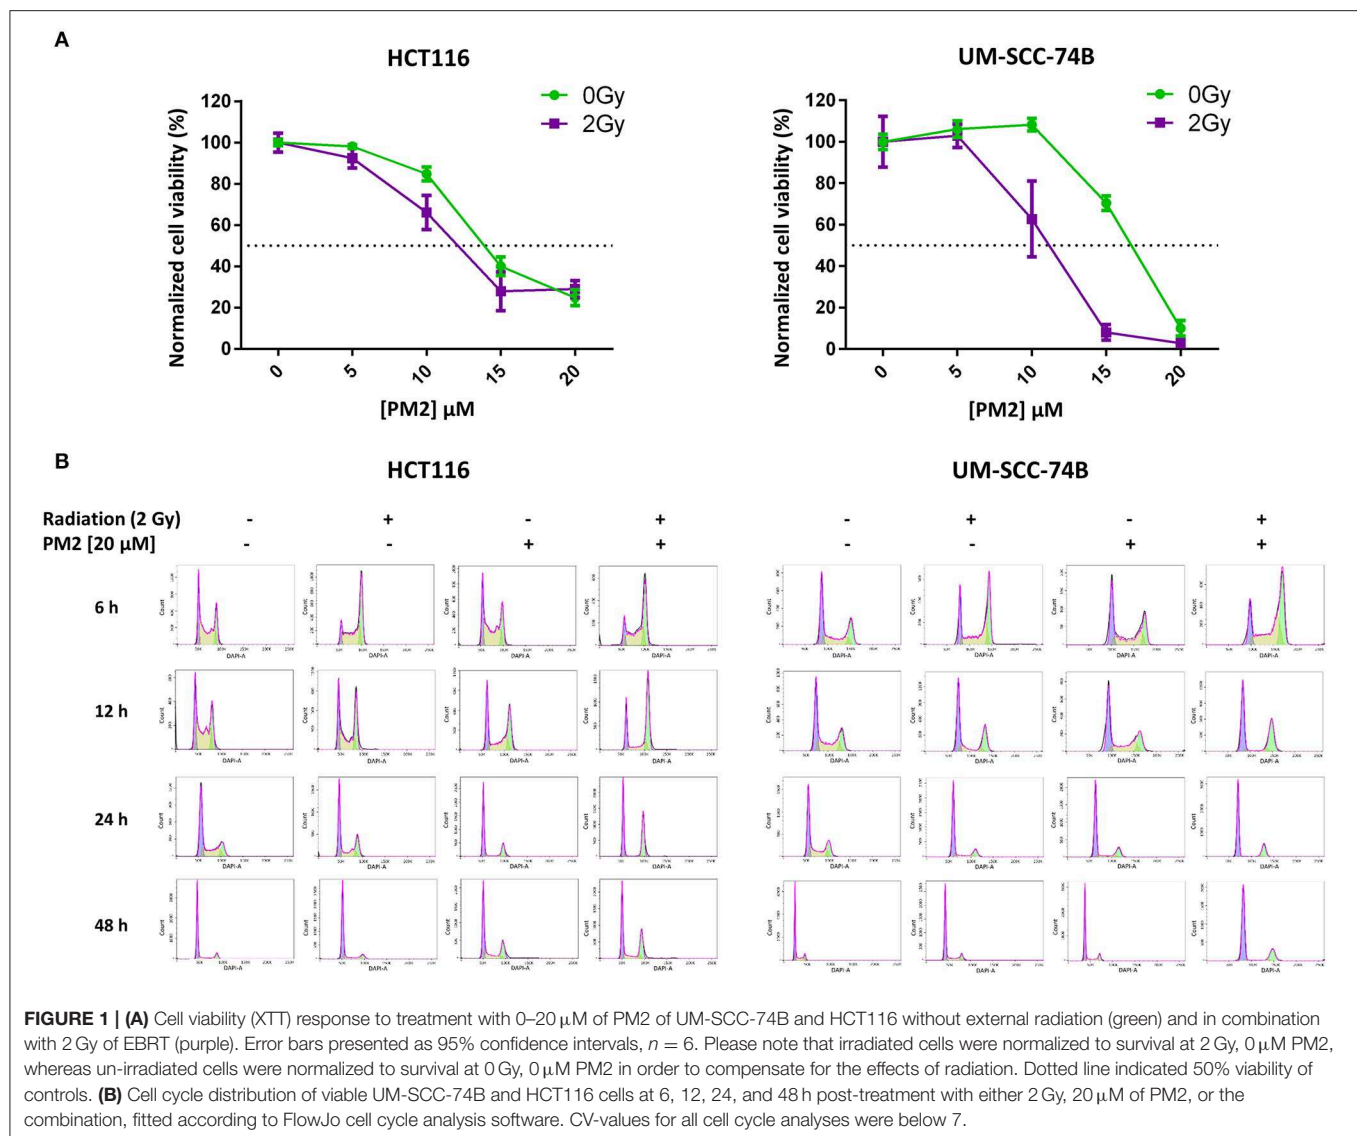 A
HCT116
UM-SCC-74B
0Gy
2Gy
0Gy
2Gy
Normalized cell viability (%)
120
100
80
60
40
20
0
0
5
10
15
20
[PM2] µM
Normalized cell viability (%)
120
100
80
60
40
20
0
0
5
10
15
20
[PM2] µM
B
HCT116
UM-SCC-74B
Radiation (2 Gy) - + - + - + - +
PM2 [20 µM] - - + + - - + +
6 h
Count
DAPI-A
12 h
Count
DAPI-A
24 h
Count
DAPI-A
48 h
Count
DAPI-A
FIGURE 1 | (A) Cell viability (XTT) response to treatment with 0–20 µM of PM2 of UM-SCC-74B and HCT116 without external radiation (green) and in combination
with 2 Gy of EBRT (purple). Error bars presented as 95% confidence intervals, n = 6. Please note that irradiated cells were normalized to survival at 2 Gy, 0 µM PM2,
whereas un-irradiated cells were normalized to survival at 0 Gy, 0 µM PM2 in order to compensate for the effects of radiation. Dotted line indicated 50% viability of
controls. (B) Cell cycle distribution of viable UM-SCC-74B and HCT116 cells at 6, 12, 24, and 48 h post-treatment with either 2 Gy, 20 µM of PM2, or the
combination, fitted according to FlowJo cell cycle analysis software. CV-values for all cell cycle analyses were below 7.